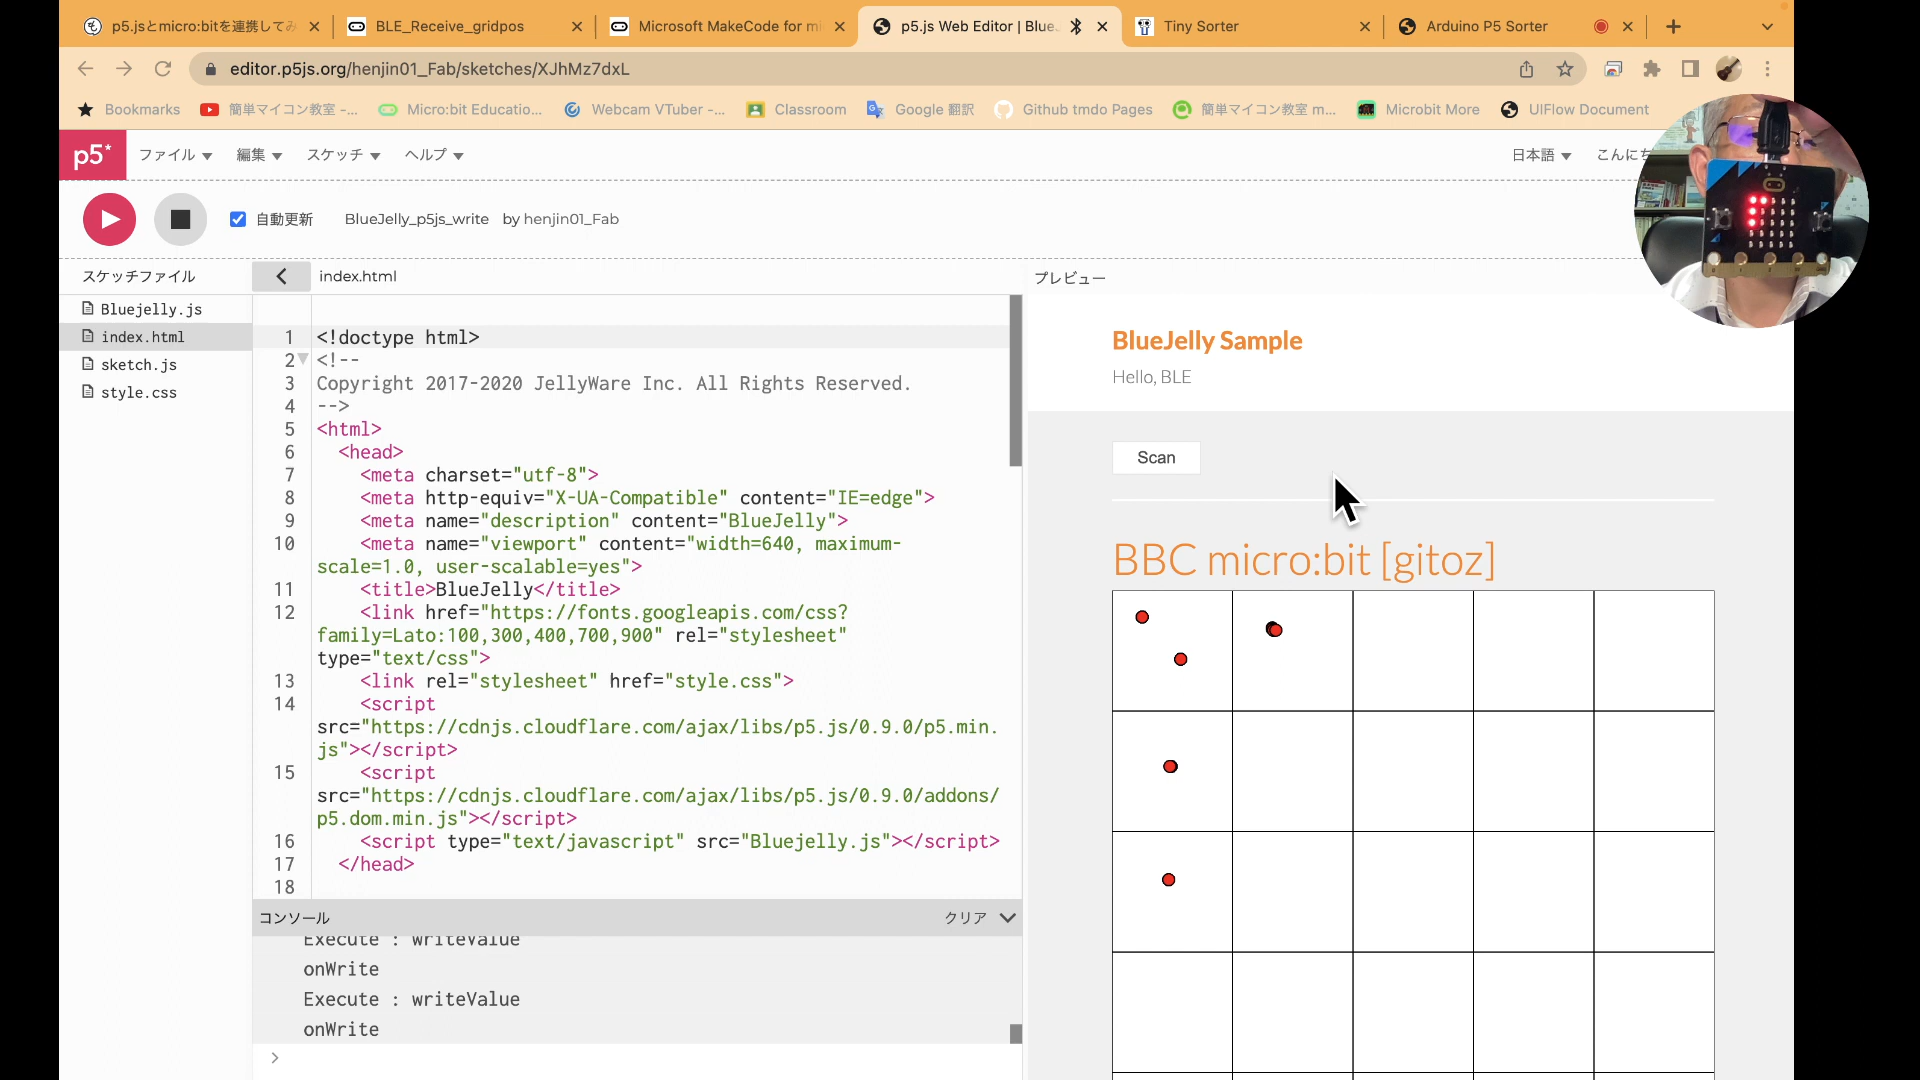 p5.jsとmicro:bitを連携してみ
BLE_Receive_gridpos
Microsoft MakeCode for mi
p5.js Web Editor | BlueJ
Tiny Sorter
Arduino P5 Sorter
editor.p5js.org/henjin01_Fab/sketches/XJhMz7dxL
Bookmarks
簡単マイコン教室 -...
Micro:bit Educatio...
Webcam VTuber -...
Classroom
Google 翻訳
Github tmdo Pages
簡単マイコン教室 m...
Microbit More
UIFlow Document
p5*
ファイル
編集
スケッチ
ヘルプ
日本語
こんにち
自動更新
BlueJelly_p5js_write by henjin01_Fab
スケッチファイル
index.html
プレビュー
Bluejelly.js
index.html
sketch.js
style.css
1 <!doctype html>
2 <!--
3 Copyright 2017-2020 JellyWare Inc. All Rights Reserved.
4 -->
5 <html>
6 <head>
7 <meta charset="utf-8">
8 <meta http-equiv="X-UA-Compatible" content="IE=edge">
9 <meta name="description" content="BlueJelly">
10 <meta name="viewport" content="width=640, maximum-
scale=1.0, user-scalable=yes">
11 <title>BlueJelly</title>
12 <link href="https://fonts.googleapis.com/css?
family=Lato:100,300,400,700,900" rel="stylesheet"
type="text/css">
13 <link rel="stylesheet" href="style.css">
14 <script
src="https://cdnjs.cloudflare.com/ajax/libs/p5.js/0.9.0/p5.min.
js"></script>
15 <script
src="https://cdnjs.cloudflare.com/ajax/libs/p5.js/0.9.0/addons/
p5.dom.min.js"></script>
16 <script type="text/javascript" src="Bluejelly.js"></script>
17 </head>
18
コンソール
クリア
Execute : writeValue
onWrite
Execute : writeValue
onWrite
>
BlueJelly Sample
Hello, BLE
Scan
BBC micro:bit [gitoz]